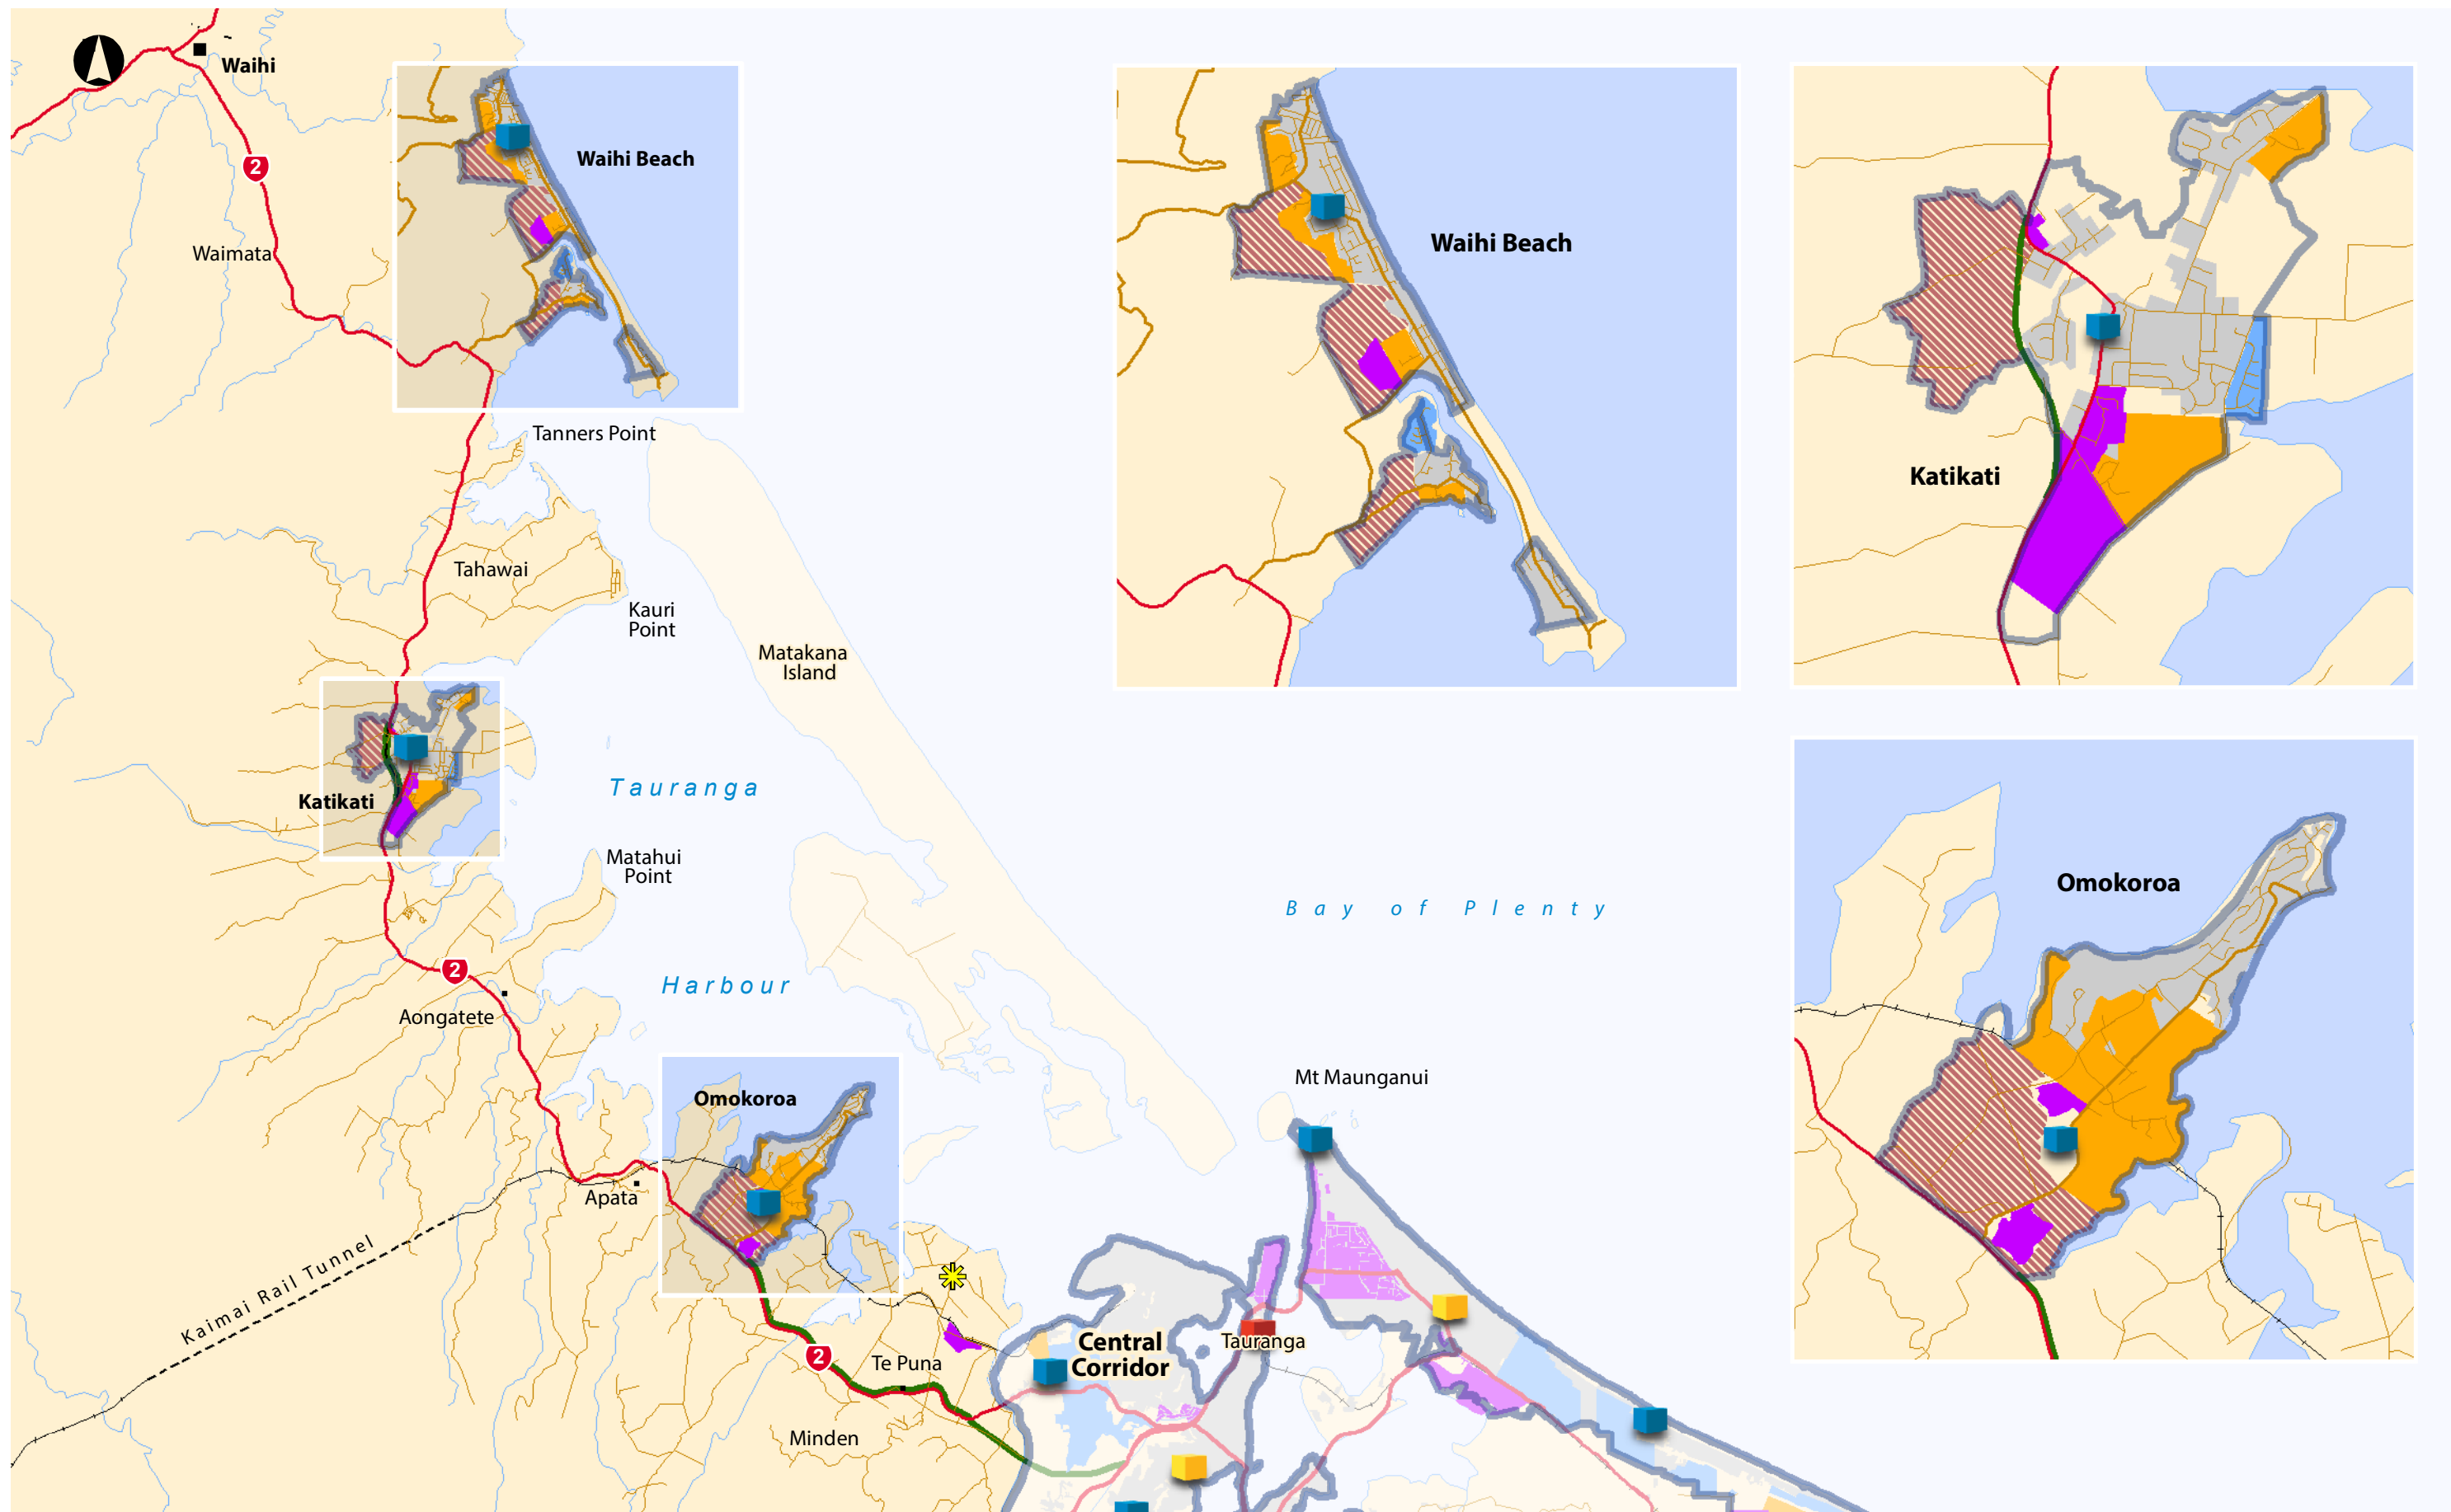 Waihi
2
Waihi Beach
Waihi Beach
Waimata
Tanners Point
Katikati
Tahawai
Kauri
Point
Matakana
Island
Tauranga
Katikati
Matahui
Point
Omokoroa
Bay of Plenty
2
Harbour
Aongatete
Mt Maunganui
Omokoroa
Apata
Kaimai Rail Tunnel
Central
Corridor
Tauranga
2
Te Puna
Minden